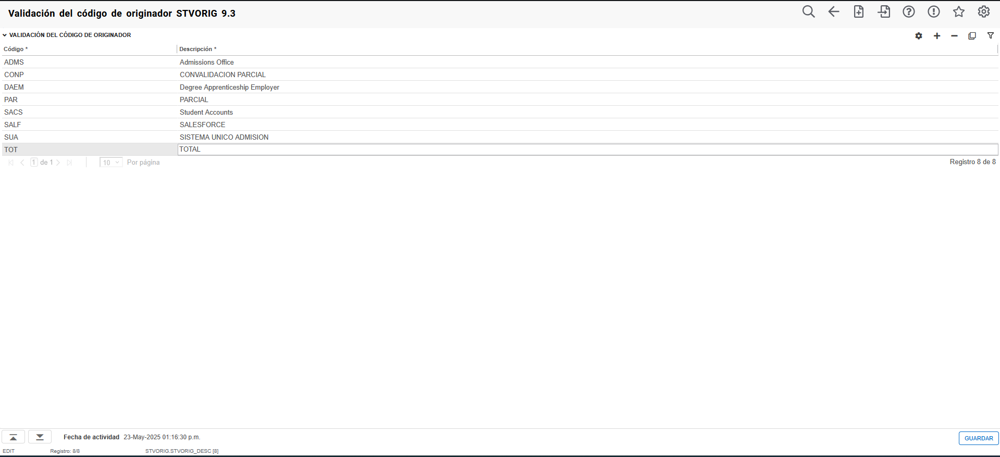 Validación del código de originador STVORIG 9.3
VALIDACIÓN DEL CÓDIGO DE ORIGINADOR
Código * Descripción *
ADMS Admissions Office
CONP CONVALIDACION PARCIAL
DAEM Degree Apprenticeship Employer
PAR PARCIAL
SACS Student Accounts
SALF SALESFORCE
SUA SISTEMA UNICO ADMISION
TOT TOTAL
1 de 1 10 Por página Registro 8 de 8
Fecha de actividad 23-May-2025 01:16:30 p.m. GUARDAR
EDIT Registro: 8/8 STVORIG.STVORIG_DESC [8]